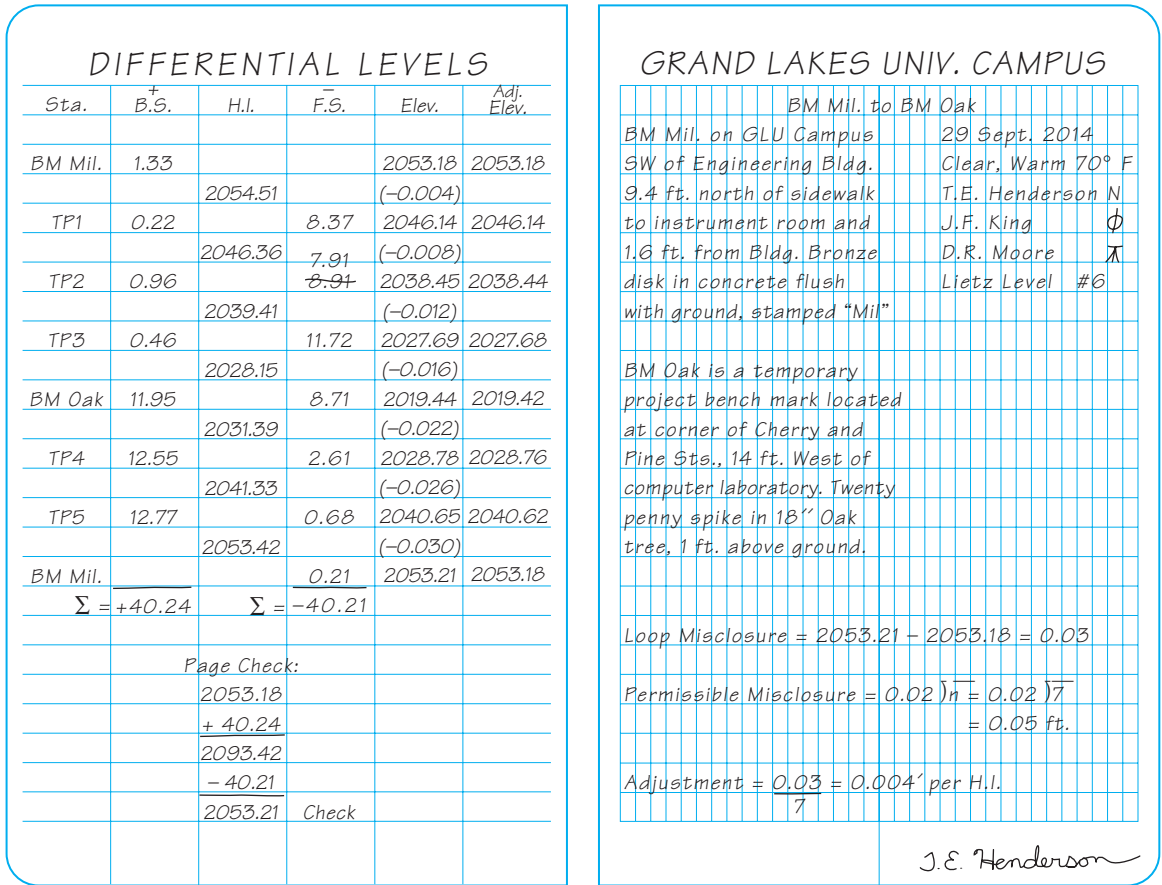 DIFFERENTIAL LEVELS
Sta. + B.S. H.I. − F.S. Elev. Adj. Elev.
BM Mil. 1.33 2053.18 2053.18
2054.51 (−0.004)
TP1 0.22 8.37 2046.14 2046.14
2046.36 7.91 (−0.008)
TP2 0.96 8.91 2038.45 2038.44
2039.41 (−0.012)
TP3 0.46 11.72 2027.69 2027.68
2028.15 (−0.016)
BM Oak 11.95 8.71 2019.44 2019.42
2031.39 (−0.022)
TP4 12.55 2.61 2028.78 2028.76
2041.33 (−0.026)
TP5 12.77 0.68 2040.65 2040.62
2053.42 (−0.030)
BM Mil. 0.21 2053.21 2053.18
Σ = +40.24 Σ = −40.21
Page Check:
2053.18
+ 40.24
2093.42
− 40.21
2053.21 Check
GRAND LAKES UNIV. CAMPUS
BM Mil. to BM Oak
BM Mil. on GLU Campus 29 Sept. 2014
SW of Engineering Bldg. Clear, Warm 70° F
9.4 ft. north of sidewalk T.E. Henderson N
to instrument room and J.F. King ϕ
1.6 ft. from Bldg. Bronze D.R. Moore ⊼
disk in concrete flush Lietz Level #6
with ground, stamped “Mil”
BM Oak is a temporary
project bench mark located
at corner of Cherry and
Pine Sts., 14 ft. West of
computer laboratory. Twenty
penny spike in 18″ Oak
tree, 1 ft. above ground.
Loop Misclosure = 2053.21 − 2053.18 = 0.03
Permissible Misclosure = 0.02 √n = 0.02 √7
= 0.05 ft.
Adjustment = 0.03 = 0.004′ per H.I.
7
J.E. Henderson